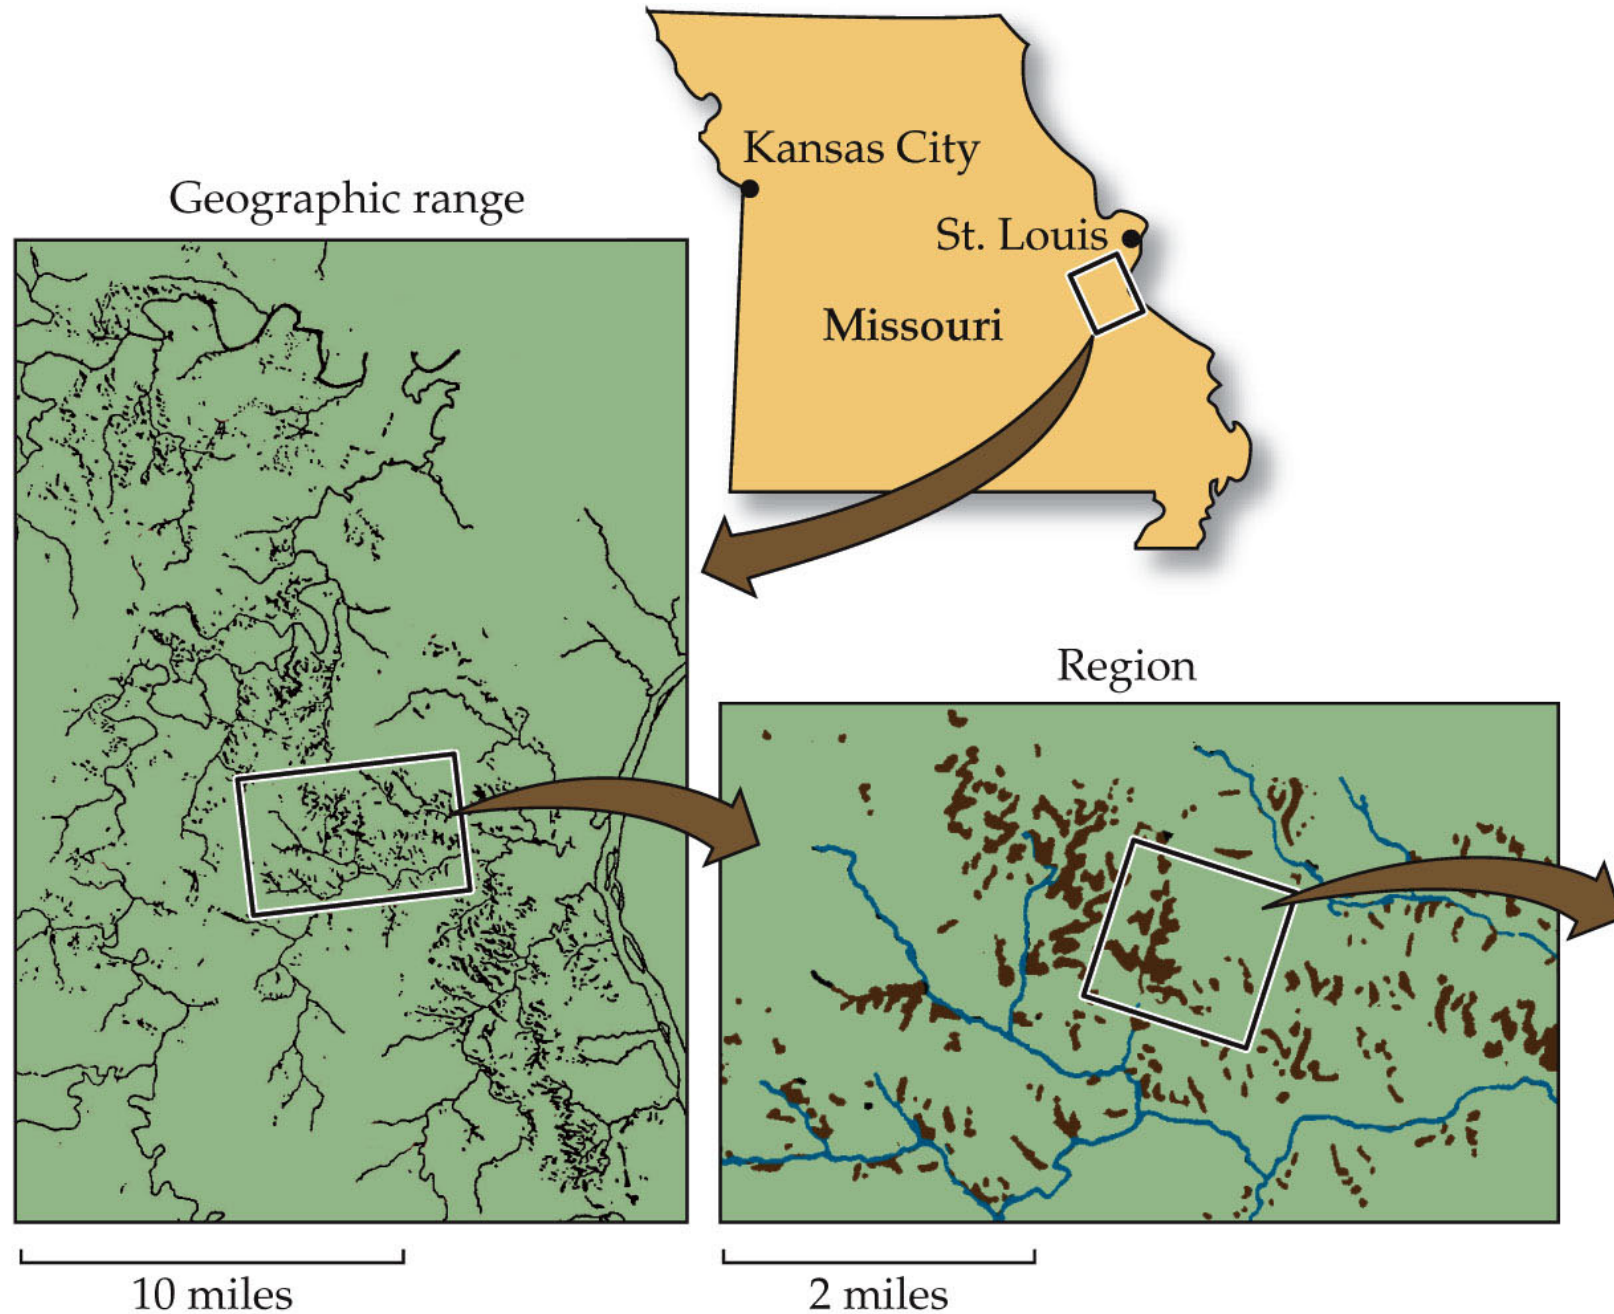 Kansas City
St. Louis
Missouri
Geographic range
Region
10 miles
2 miles